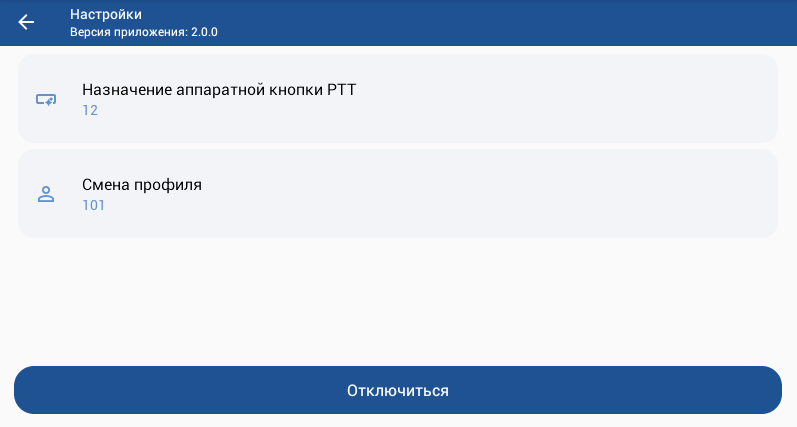 Настройки
Версия приложения: 2.0.0
Назначение аппаратной кнопки PTT
12
Смена профиля
101
Отключиться